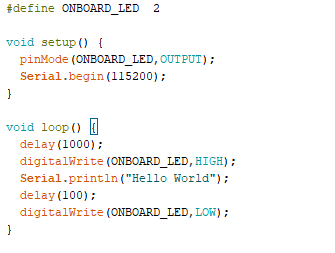 #define ONBOARD_LED  2
void setup() {
  pinMode(ONBOARD_LED,OUTPUT);
  Serial.begin(115200);
}
void loop() {
  delay(1000);
  digitalWrite(ONBOARD_LED,HIGH);
  Serial.println("Hello World");
  delay(100);
  digitalWrite(ONBOARD_LED,LOW);
}